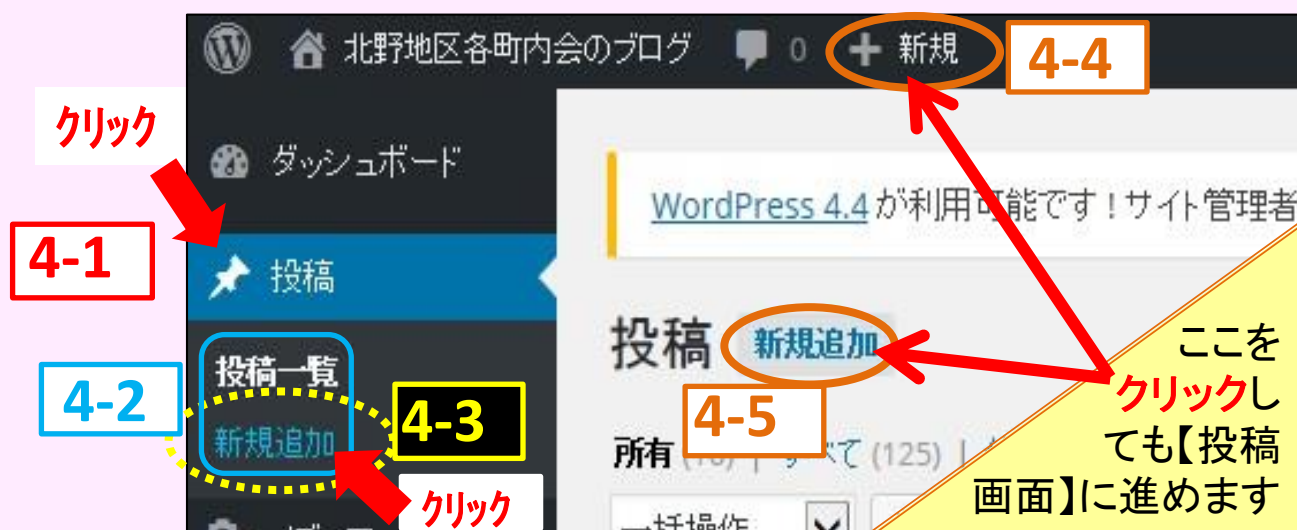 北野地区各町内会のブログ 0 新規
4-4
クリック
ダッシュボード
WordPress 4.4 が利用可能です!サイト管理者
4-1
投稿
投稿 新規追加
ここを
クリックし
ても【投稿
画面】に進めます
投稿一覧
4-2
新規追加
4-3
4-5
所有 すべて (125) |
クリック
一括操作